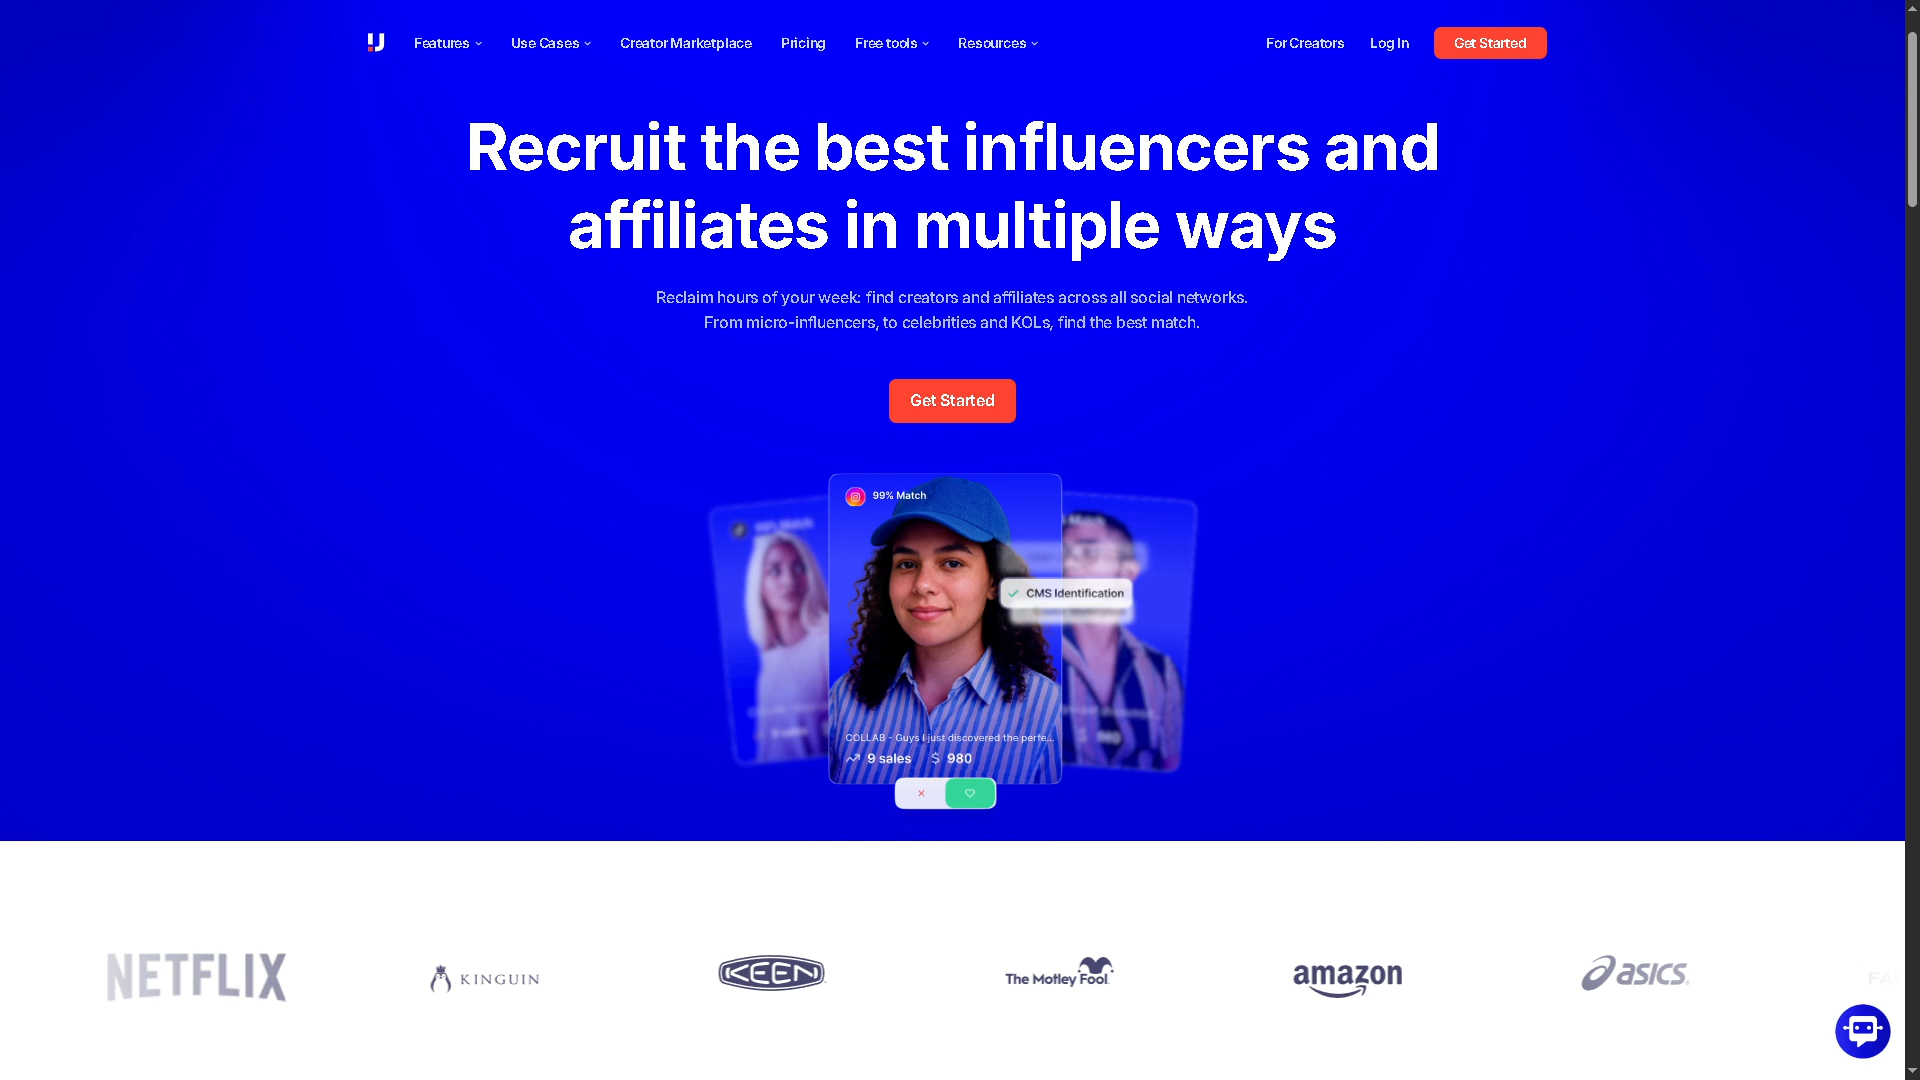 Features
Use Cases
Creator Marketplace
Pricing
Free tools
Resources
For Creators
Log In
Get Started
Recruit the best influencers and
affiliates in multiple ways
Reclaim hours of your week: find creators and affiliates across all social networks.
From micro-influencers, to celebrities and KOLs, find the best match.
Get Started
99% Match
CMS Identification
COLLAB - Guys I just discovered the perfe...
9 sales $ 980
NETFLIX
KINGUIN
KEEN
The Motley Fool
amazon
asics